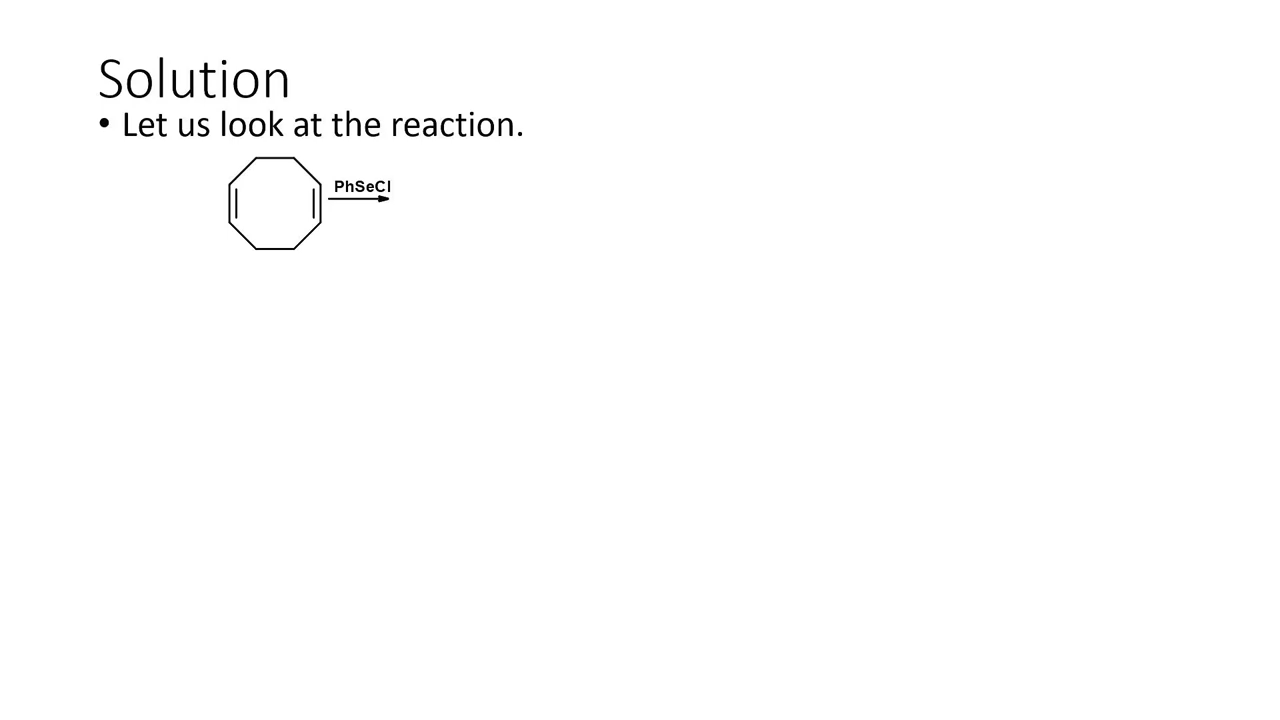 Solution
• Let us look at the reaction.
PhSeCl